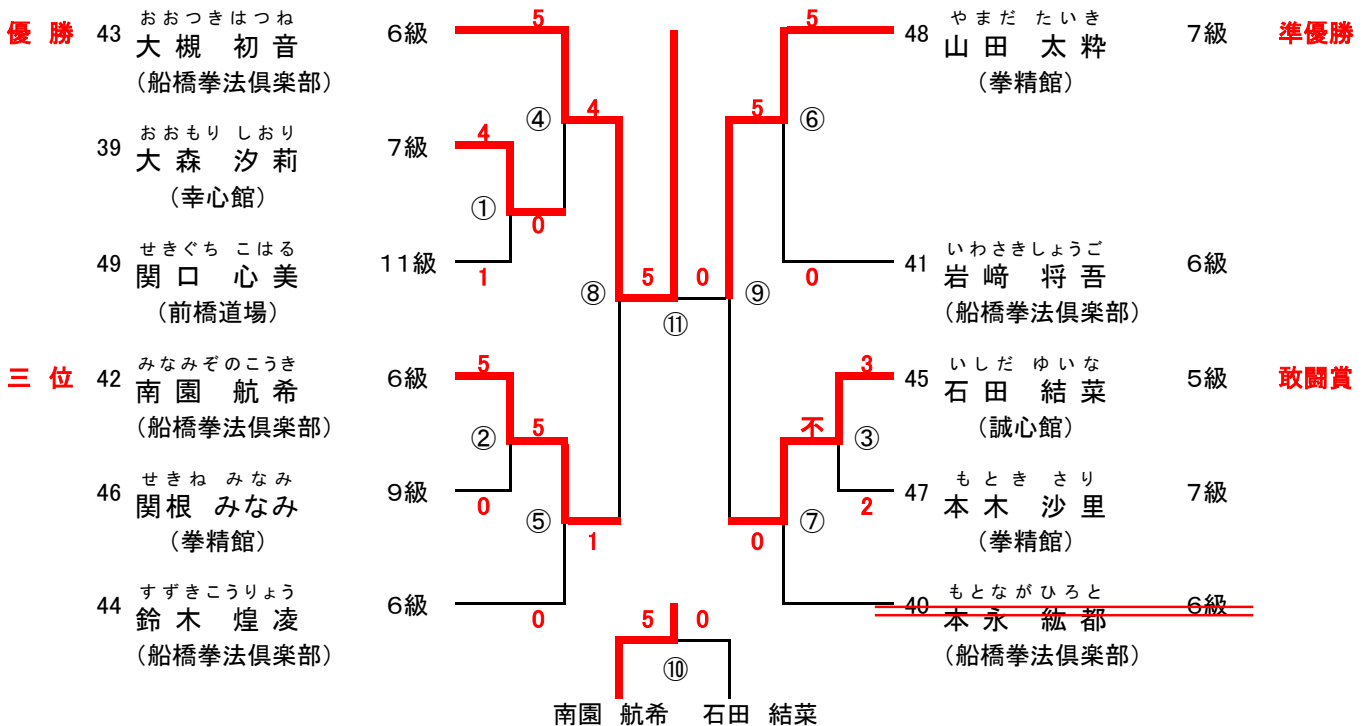 優 勝 43 おおつきはつね 6級 5
大 槻 初 音
（船橋拳法倶楽部）
④ 4
39 おおもり しおり 7級 4
大 森 汐 莉
（幸心館）
① 0
49 せきぐち こはる 11級 1
関 口 心 美
（前橋道場）
⑧ 5 0 ⑨
⑪
三 位 42 みなみぞのこうき 6級 5
南 園 航 希
（船橋拳法倶楽部）
② 5
46 せきね みなみ 9級 0
関根 みなみ
（拳精館）
⑤ 1
44 すずきこうりょう 6級 0
鈴 木 煌 凌
（船橋拳法倶楽部）
5 48 やまだ たいき 7級 準優勝
山 田 太 粋
（拳精館）
5 ⑥
0 41 いわさきしょうご 6級
岩 﨑 将 吾
（船橋拳法倶楽部）
3 45 いしだ ゆいな 5級 敢闘賞
石 田 結 菜
（誠心館）
不 ③
2 47 もとき さり 7級
本 木 沙 里
（拳精館）
0 ⑦
40 もとながひろと 6級
本 永 紘 都
（船橋拳法倶楽部）
5 0
⑩
南園 航希 石田 結菜